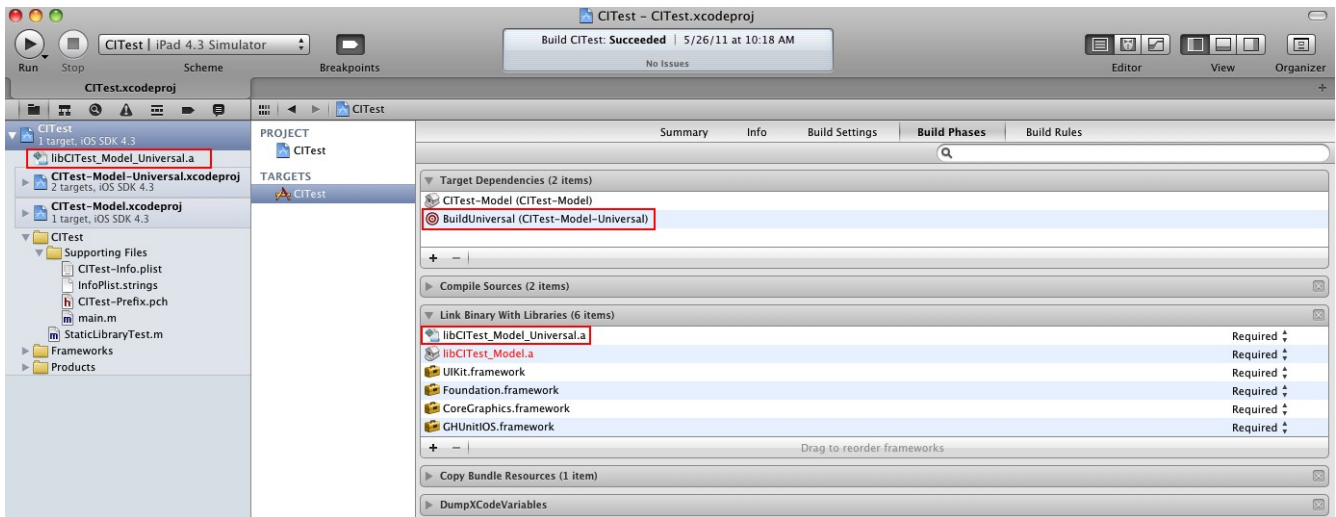 CITest - CITest.xcodeproj
CITest | iPad 4.3 Simulator
Build CITest: Succeeded | 5/26/11 at 10:18 AM
No Issues
Run Stop Scheme Breakpoints Editor View Organizer
CITest.xcodeproj
CITest
CITest
1 target, iOS SDK 4.3
libCITest_Model_Universal.a
CITest-Model-Universal.xcodeproj
2 targets, iOS SDK 4.3
CITest-Model.xcodeproj
1 target, iOS SDK 4.3
CITest
Supporting Files
CITest-Info.plist
InfoPlist.strings
CITest-Prefix.pch
main.m
StaticLibraryTest.m
Frameworks
Products
PROJECT
CITest
TARGETS
CITest
Summary Info Build Settings Build Phases Build Rules
Target Dependencies (2 items)
CITest-Model (CITest-Model)
BuildUniversal (CITest-Model-Universal)
Compile Sources (2 items)
Link Binary With Libraries (6 items)
libCITest_Model_Universal.a Required
libCITest_Model.a Required
UIKit.framework Required
Foundation.framework Required
CoreGraphics.framework Required
GHUnitIOS.framework Required
Drag to reorder frameworks
Copy Bundle Resources (1 item)
DumpXCodeVariables